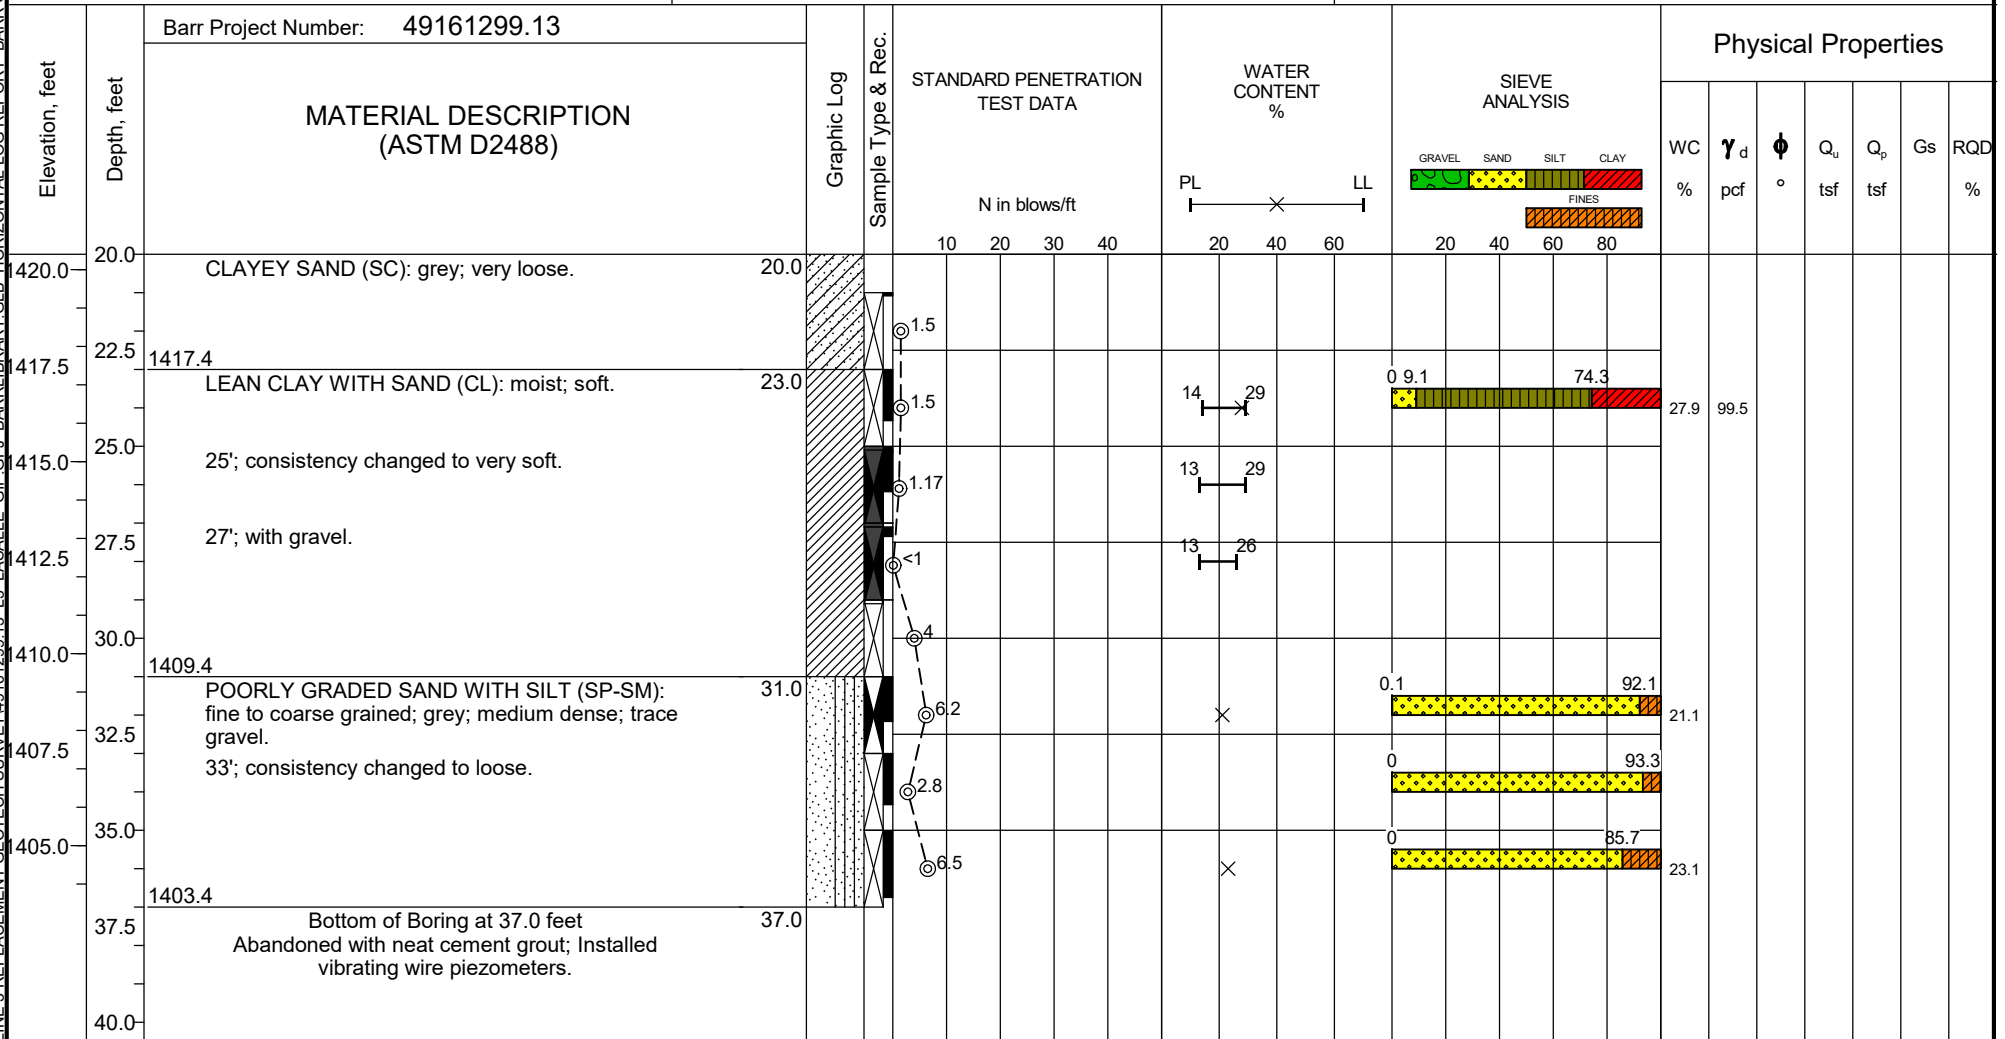 Barr Project Number: 49161299.13
Elevation, feet
Depth, feet
MATERIAL DESCRIPTION
(ASTM D2488)
Graphic Log
Sample Type & Rec.
STANDARD PENETRATION
TEST DATA
N in blows/ft
10 20 30 40
WATER
CONTENT
%
PL LL
20 40 60
SIEVE
ANALYSIS
GRAVEL SAND SILT CLAY
FINES
20 40 60 80
Physical Properties
WC γd ϕ Qu Qp Gs RQD
% pcf ° tsf tsf %
20.0
1420.0
CLAYEY SAND (SC): grey; very loose. 20.0
1.5
22.5
1417.4
1417.5
LEAN CLAY WITH SAND (CL): moist; soft. 23.0
0 9.1 74.3
1.5
14 29
27.9 99.5
25.0
1415.0
25'; consistency changed to very soft.
1.17
13 29
27'; with gravel.
27.5
1412.5
<1
13 26
30.0
4
1410.0
1409.4
POORLY GRADED SAND WITH SILT (SP-SM): 31.0
fine to coarse grained; grey; medium dense; trace
gravel.
0.1 92.1
6.2
21.1
32.5
1407.5
33'; consistency changed to loose.
0 93.3
2.8
35.0
1405.0
0 85.7
6.5
23.1
1403.4
Bottom of Boring at 37.0 feet 37.0
Abandoned with neat cement grout; Installed
vibrating wire piezometers.
37.5
40.0